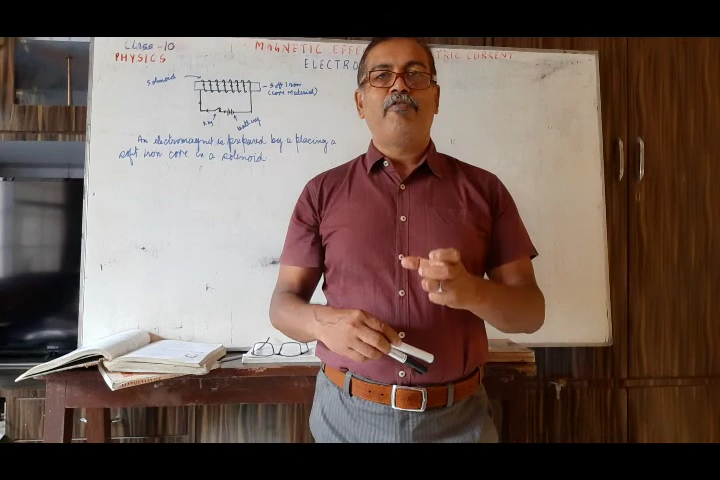 Class-10
MAGNETIC EFFE TRIC CURRENT
PHYSICS
ELECTRO
Solenoid
Soft Iron
(core Material)
key
battery
An electromagnet is prepared by a placing a
soft iron core in a solenoid